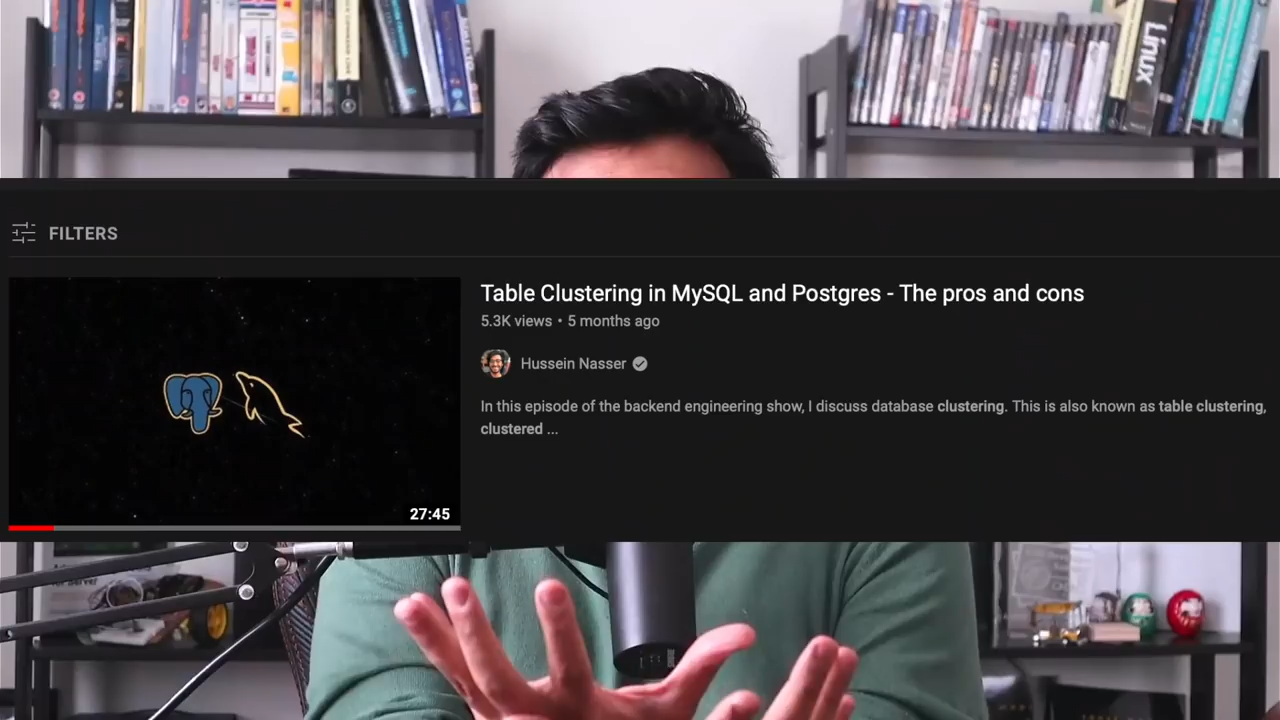 Linux
FILTERS
Table Clustering in MySQL and Postgres - The pros and cons
5.3K views • 5 months ago
Hussein Nasser
In this episode of the backend engineering show, I discuss database clustering. This is also known as table clustering,
clustered ...
27:45